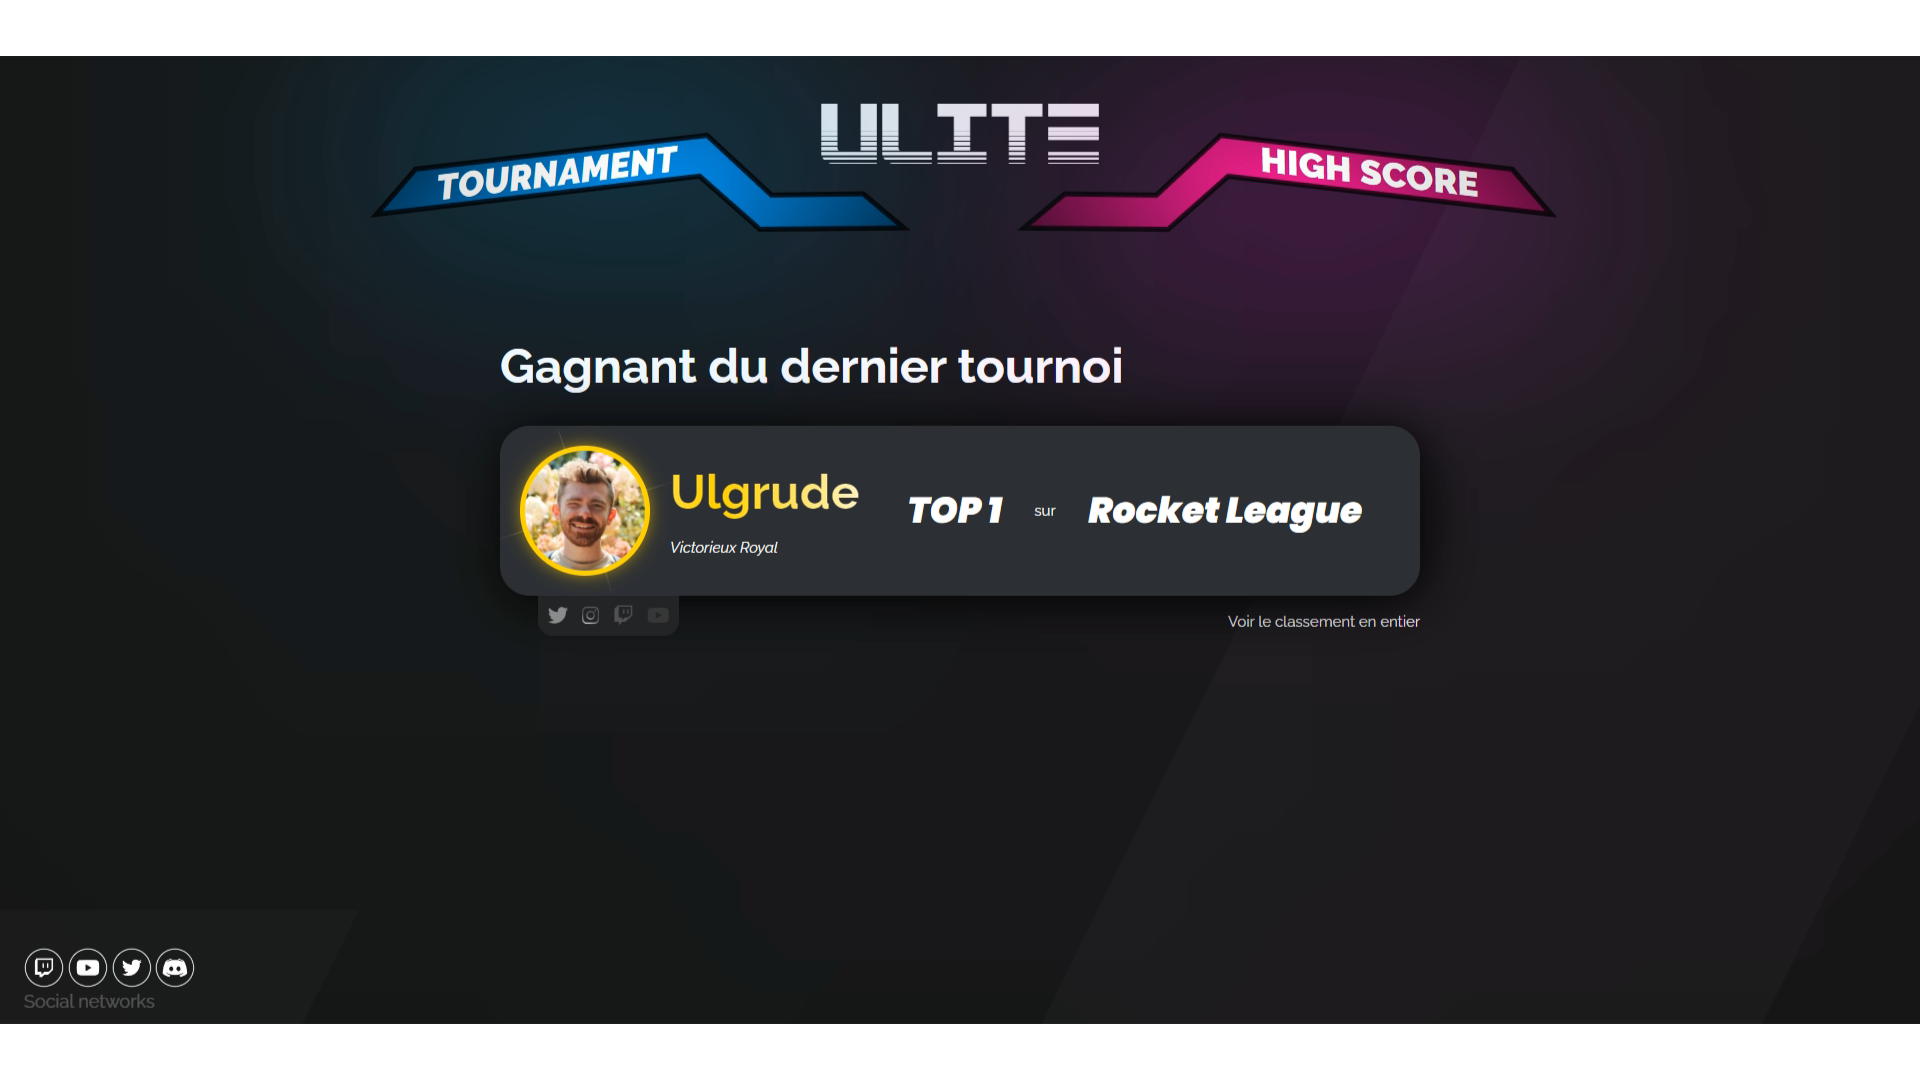 ULITE
TOURNAMENT
HIGH SCORE
Gagnant du dernier tournoi
Ulgrude
Victorieux Royal
TOP 1 sur Rocket League
Voir le classement en entier
Social networks